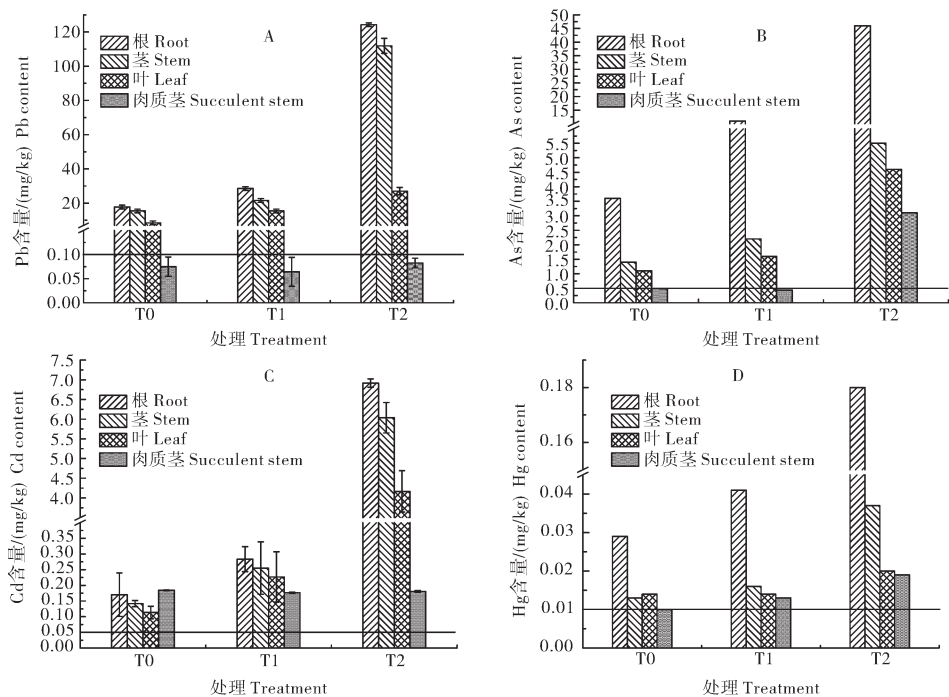 A
根 Root
茎 Stem
叶 Leaf
肉质茎 Succulent stem
Pb含量/(mg/kg) Pb content
120
100
80
60
40
20
0.10
0.05
0.00
T0 T1 T2
处理 Treatment
B
根 Root
茎 Stem
叶 Leaf
肉质茎 Succulent stem
As含量/(mg/kg) As content
50
45
40
35
30
25
20
15
5.5
5.0
4.5
4.0
3.5
3.0
2.5
2.0
1.5
1.0
0.5
0.0
T0 T1 T2
处理 Treatment
C
根 Root
茎 Stem
叶 Leaf
肉质茎 Succulent stem
Cd含量/(mg/kg) Cd content
7.5
7.0
6.5
6.0
5.5
5.0
4.5
4.0
0.35
0.30
0.25
0.20
0.15
0.10
0.05
0.00
T0 T1 T2
处理 Treatment
D
根 Root
茎 Stem
叶 Leaf
肉质茎 Succulent stem
Hg含量/(mg/kg) Hg content
0.18
0.16
0.04
0.03
0.02
0.01
0.00
T0 T1 T2
处理 Treatment